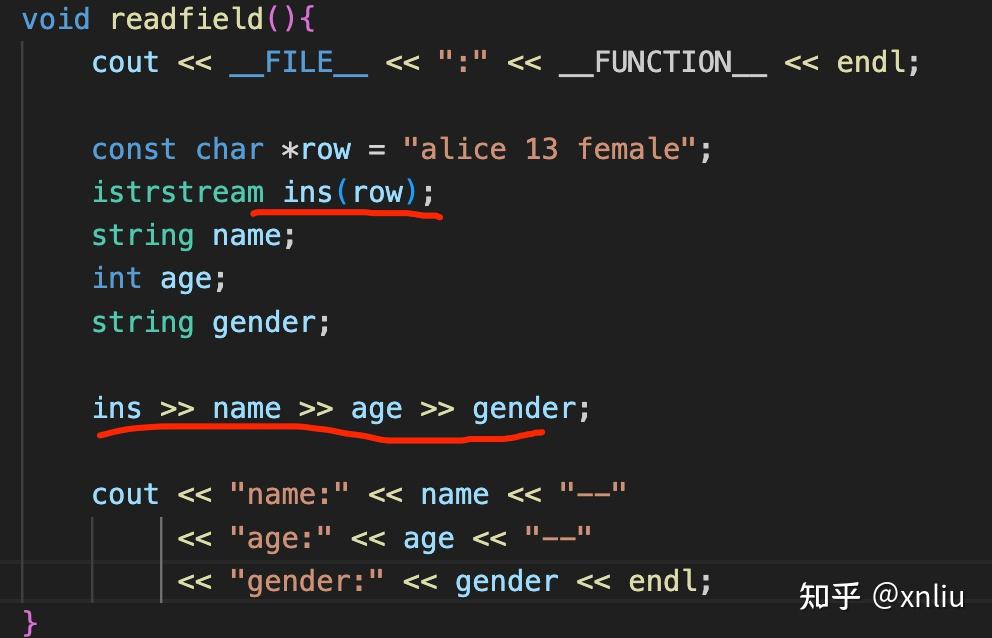 void readfield(){
cout << __FILE__ << ":" << __FUNCTION__ << endl;
const char *row = "alice 13 female";
istrstream ins(row);
string name;
int age;
string gender;
ins >> name >> age >> gender;
cout << "name:" << name << "--"
<< "age:" << age << "--"
<< "gender:" << gender << endl;
}
知乎 @xnliu